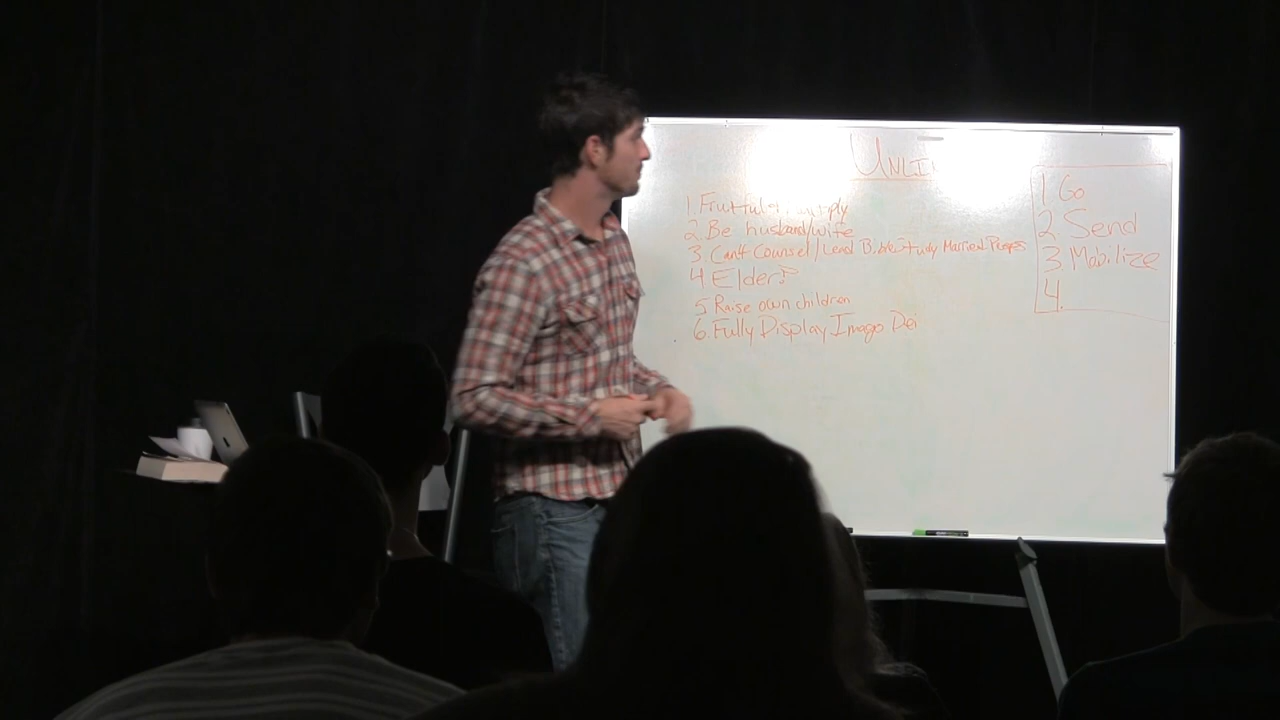 UNLI
1. Fruitful
2. Be husband/wife
3. Can't Counsel/Lead Bible Study Married Peeps
4. Elder?
5 Raise own children
6. Fully Display Imago Dei
1 Go
2. Send
3. Mobilize
4.